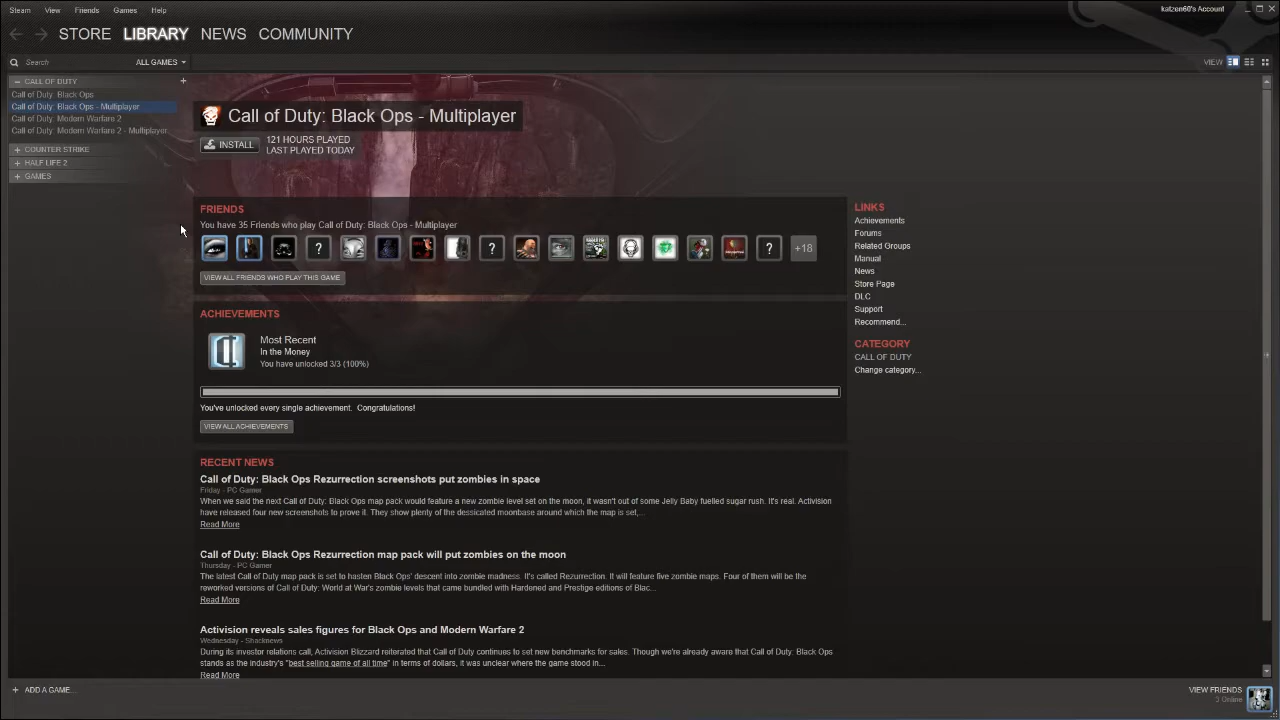 Steam View Friends Games Help
katzen60's Account
STORE LIBRARY NEWS COMMUNITY
Search
ALL GAMES
VIEW
− CALL OF DUTY +
Call of Duty: Black Ops
Call of Duty: Black Ops - Multiplayer
Call of Duty: Modern Warfare 2
Call of Duty: Modern Warfare 2 - Multiplayer
+ COUNTER STRIKE
+ HALF LIFE 2
+ GAMES
Call of Duty: Black Ops - Multiplayer
INSTALL
121 HOURS PLAYED
LAST PLAYED TODAY
FRIENDS
You have 35 Friends who play Call of Duty: Black Ops - Multiplayer
? ? ? +18
VIEW ALL FRIENDS WHO PLAY THIS GAME
ACHIEVEMENTS
Most Recent
In the Money
You have unlocked 3/3 (100%)
You've unlocked every single achievement. Congratulations!
VIEW ALL ACHIEVEMENTS
RECENT NEWS
Call of Duty: Black Ops Rezurrection screenshots put zombies in space
Friday - PC Gamer
When we said the next Call of Duty: Black Ops map pack would feature a new zombie level set on the moon, it wasn't out of some Jelly Baby fuelled sugar rush. It's real. Activision
have released four new screenshots to prove it. They show plenty of the dessicated moonbase around which the map is set,...
Read More
Call of Duty: Black Ops Rezurrection map pack will put zombies on the moon
Thursday - PC Gamer
The latest Call of Duty map pack is set to hasten Black Ops' descent into zombie madness. It's called Rezurrection. It will feature five zombie maps. Four of them will be the
reworked versions of Call of Duty: World at War's zombie levels that came bundled with Hardened and Prestige editions of Blac...
Read More
Activision reveals sales figures for Black Ops and Modern Warfare 2
Wednesday - Shacknews
During its investor relations call, Activision Blizzard reiterated that Call of Duty continues to set new benchmarks for sales. Though we're already aware that Call of Duty: Black Ops
stands as the industry's "best selling game of all time" in terms of dollars, it was unclear where the game stood in...
Read More
LINKS
Achievements
Forums
Related Groups
Manual
News
Store Page
DLC
Support
Recommend...
CATEGORY
CALL OF DUTY
Change category...
+ ADD A GAME...
VIEW FRIENDS
3 Online